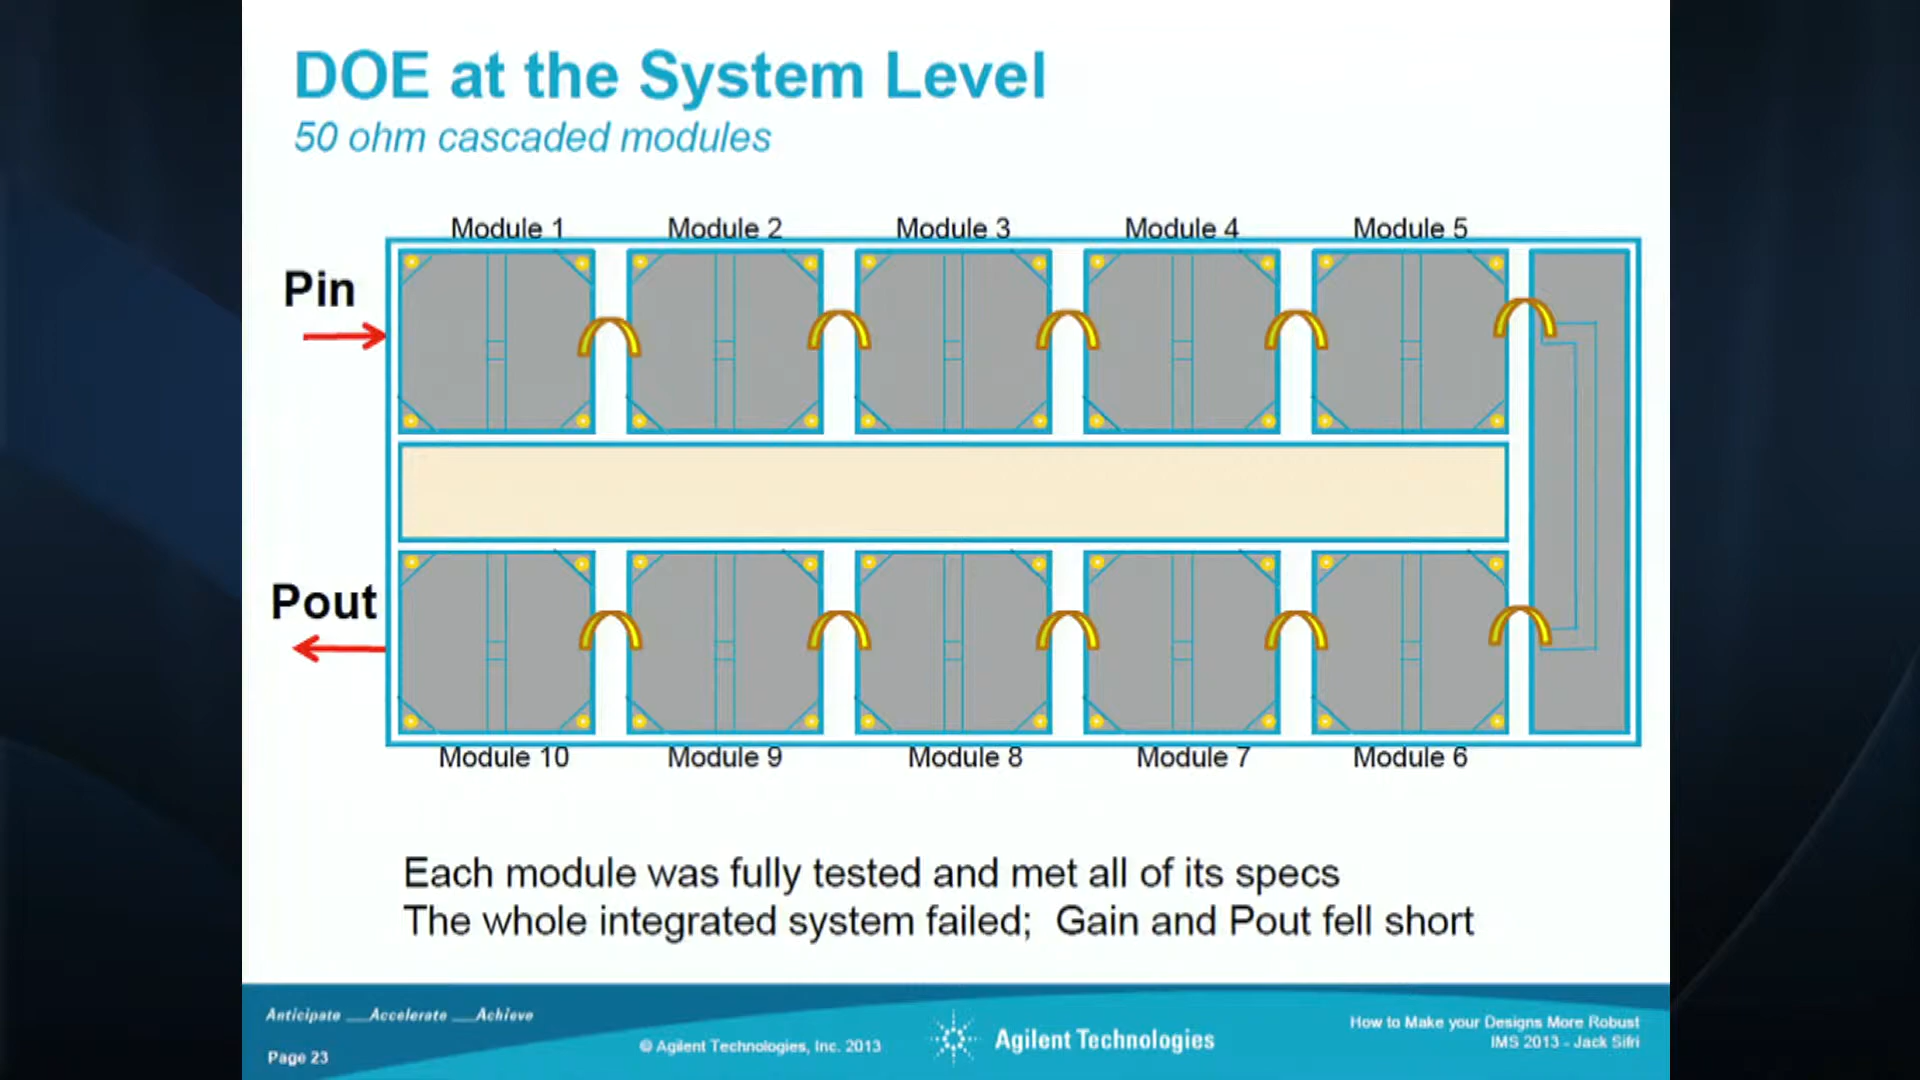 DOE at the System Level
50 ohm cascaded modules
Module 1 Module 2 Module 3 Module 4 Module 5
Pin
Pout
Module 10 Module 9 Module 8 Module 7 Module 6
Each module was fully tested and met all of its specs
The whole integrated system failed; Gain and Pout fell short
Anticipate __Accelerate __Achieve
Page 23
© Agilent Technologies, Inc. 2013
Agilent Technologies
How to Make your Designs More Robust
IMS 2013 - Jack Sifri